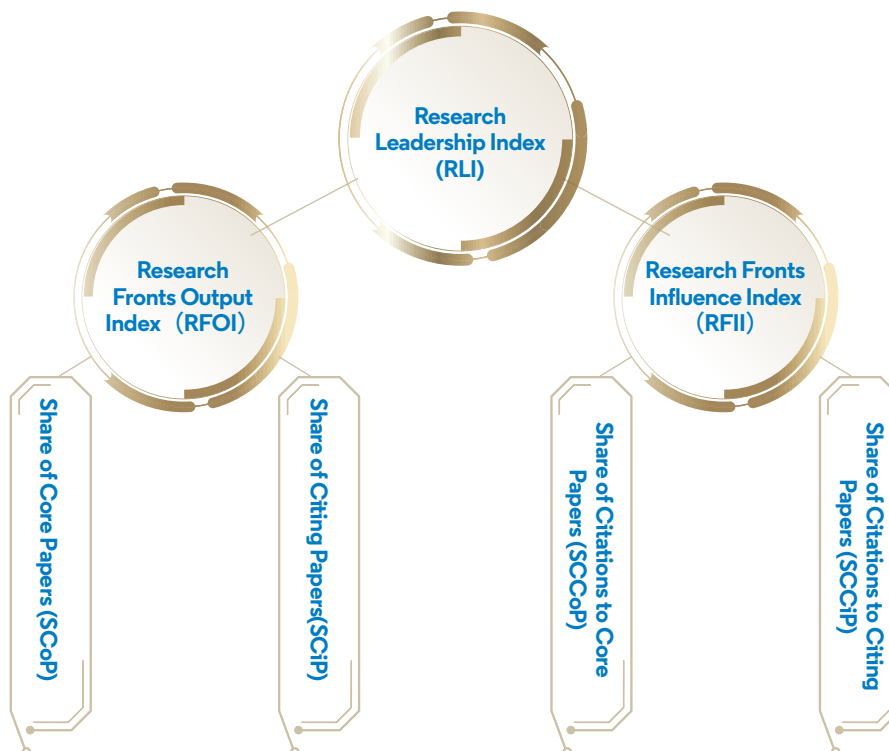 Research
Leadership Index
(RLI)
Research
Fronts Output
Index（RFOI）
Research Fronts
Influence Index
（RFII）
Share of Core Papers (SCoP)
Share of Citing Papers(SCiP)
Share of Citations to Core
Papers (SCCoP)
Share of Citations to Citing
Papers (SCCiP)